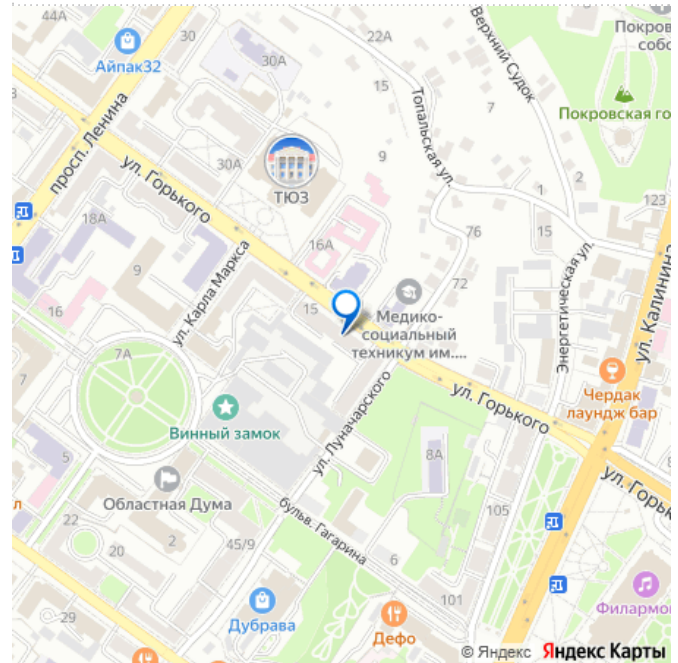 44А
30
22А
Верхний Судок
Покров
собо
Айпак32
30А
15
7
Топальская ул.
Покровская го
просп. Ленина
ул. Горького
30А
ТЮЗ
9
1
2
123
18А
16А
76
15
72
9
ул. Карла Маркса
15
Медико-
социальный
техникум им....
Энергетическая ул.
ул. Калинина
16
7А
Чердак
лаундж бар
ул. Горького
Винный замок
ул. Луначарского
8А
5
Областная Дума
ул. Горьк
л
22
20
2
45/9
бульв. Гагарина
6
105
101
29
Дубрава
Дефо
Филармо
© Яндекс Яндекс Карты